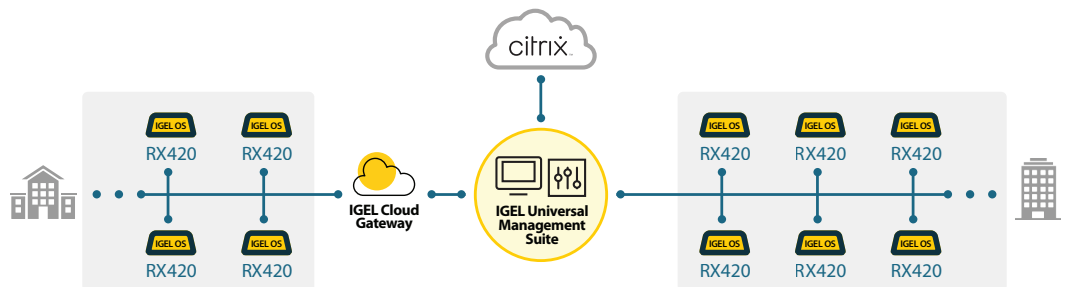 citrix
IGEL OS
IGEL OS
RX420
RX420
IGEL OS
IGEL OS
IGEL OS
RX420
RX420
RX420
IGEL Cloud
Gateway
IGEL Universal
Management
Suite
IGEL OS
IGEL OS
RX420
RX420
IGEL OS
IGEL OS
IGEL OS
RX420
RX420
RX420